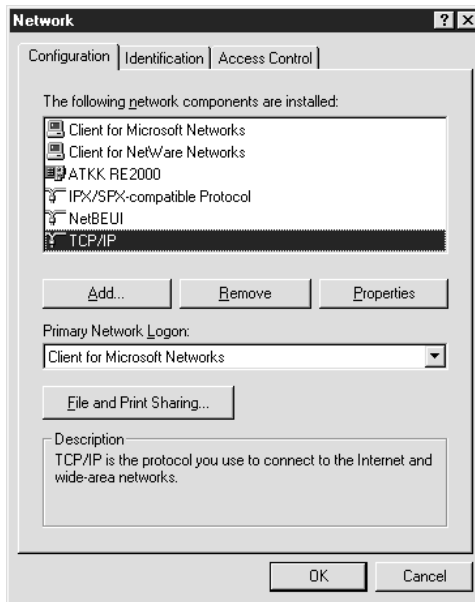 Network
Configuration Identification Access Control
The following network components are installed:
Client for Microsoft Networks
Client for NetWare Networks
ATKK RE2000
IPX/SPX-compatible Protocol
NetBEUI
TCP/IP
Add... Remove Properties
Primary Network Logon:
Client for Microsoft Networks
File and Print Sharing...
Description
TCP/IP is the protocol you use to connect to the Internet and
wide-area networks.
OK Cancel